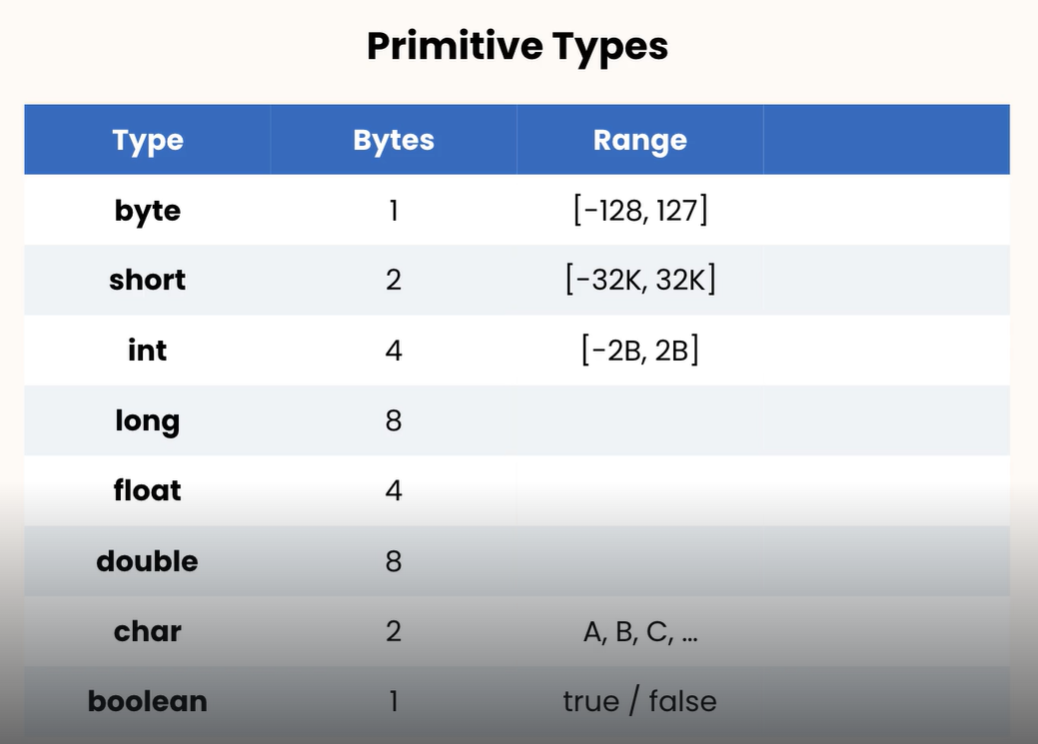 Primitive Types
Type Bytes Range
byte 1 [-128, 127]
short 2 [-32K, 32K]
int 4 [-2B, 2B]
long 8
float 4
double 8
char 2 A, B, C, ...
boolean 1 true / false